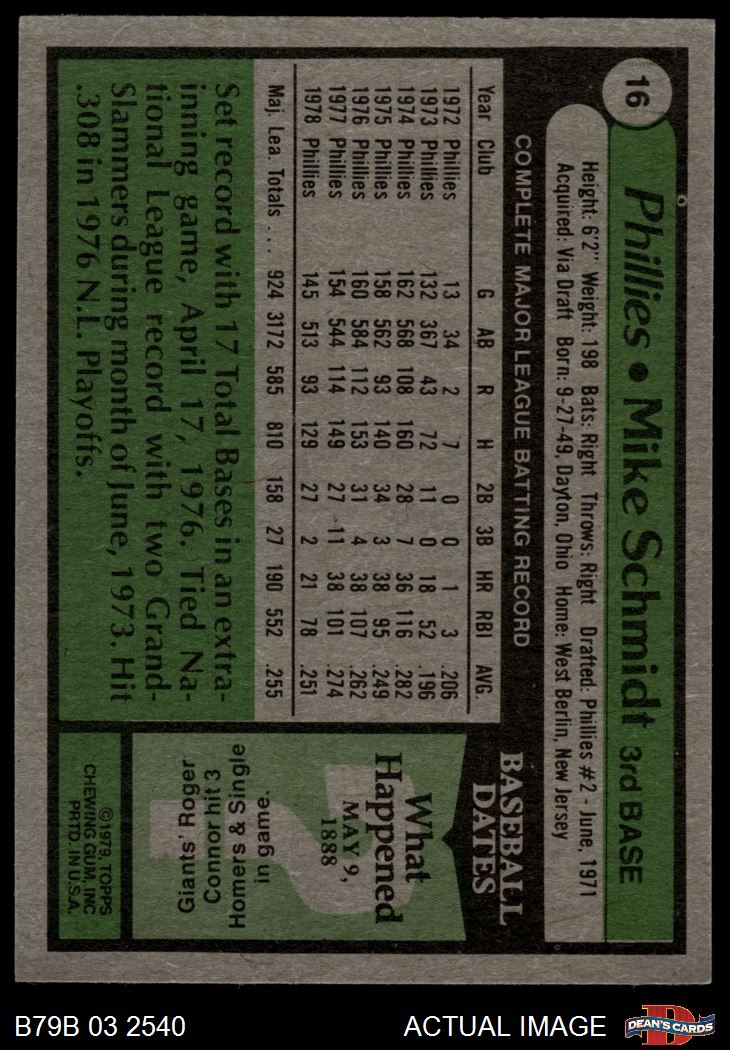 16
Phillies • Mike Schmidt 3rd BASE
Height: 6'2" Weight: 198 Bats: Right Throws: Right Drafted: Phillies #2 - June, 1971
Acquired: Via Draft Born: 9-27-49, Dayton, Ohio Home: West Berlin, New Jersey
COMPLETE MAJOR LEAGUE BATTING RECORD
Year Club G AB R H 2B 3B HR RBI AVG.
1972 Phillies 13 34 2 7 0 0 1 3 .206
1973 Phillies 132 367 43 72 11 0 18 52 .196
1974 Phillies 162 568 108 160 28 7 36 116 .282
1975 Phillies 158 562 93 140 34 3 38 95 .249
1976 Phillies 160 584 112 153 31 4 38 107 .262
1977 Phillies 154 544 114 149 27 11 38 101 .274
1978 Phillies 145 513 93 129 27 2 21 78 .251
Maj. Lea. Totals .... 924 3172 585 810 158 27 190 552 .255
Set record with 17 Total Bases in an extra-
inning game, April 17, 1976. Tied Na-
tional League record with two Grand-
Slammers during month of June, 1973. Hit
.308 in 1976 N.L. Playoffs.
BASEBALL
DATES
What
Happened
MAY 9,
1888
Giants' Roger
Connor hit 3
Homers & Single
in game.
©1979, TOPPS
CHEWING GUM, INC
PRTD. IN U.S.A.
B79B 03 2540
ACTUAL IMAGE
D
DEAN'S CARDS